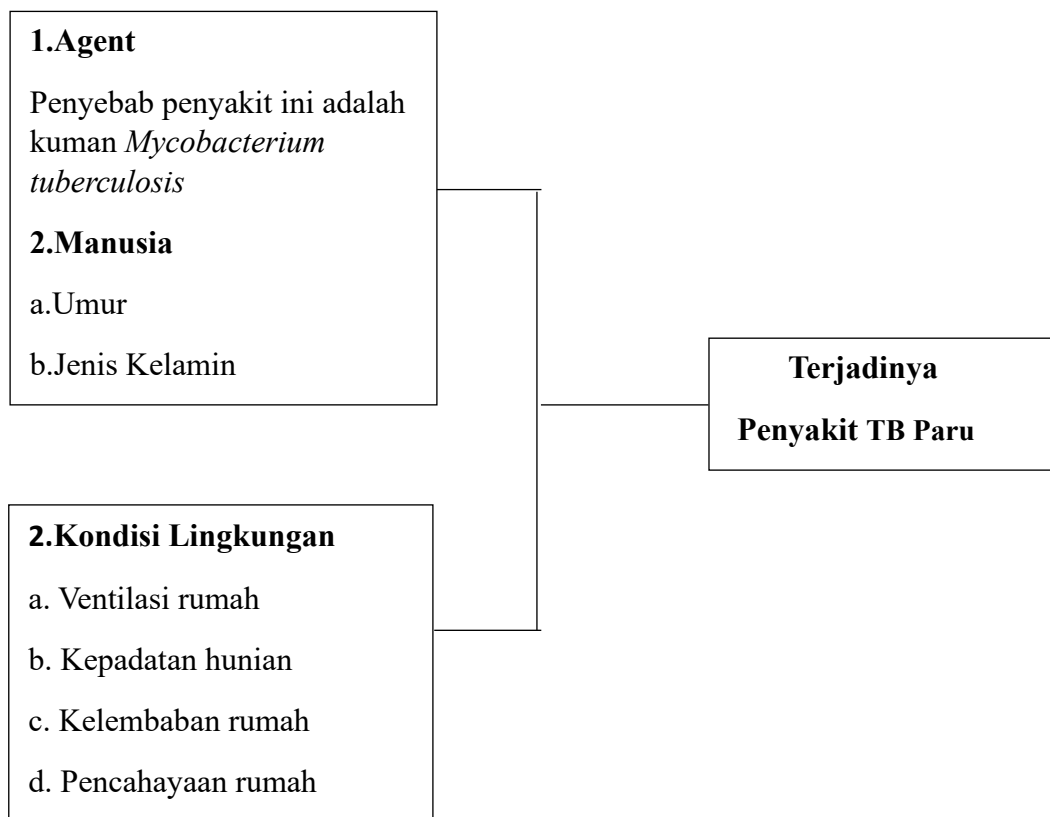 1.Agent
Penyebab penyakit ini adalah
kuman Mycobacterium
tuberculosis
2.Manusia
a.Umur
b.Jenis Kelamin
Terjadinya
Penyakit TB Paru
2.Kondisi Lingkungan
a. Ventilasi rumah
b. Kepadatan hunian
c. Kelembaban rumah
d. Pencahayaan rumah